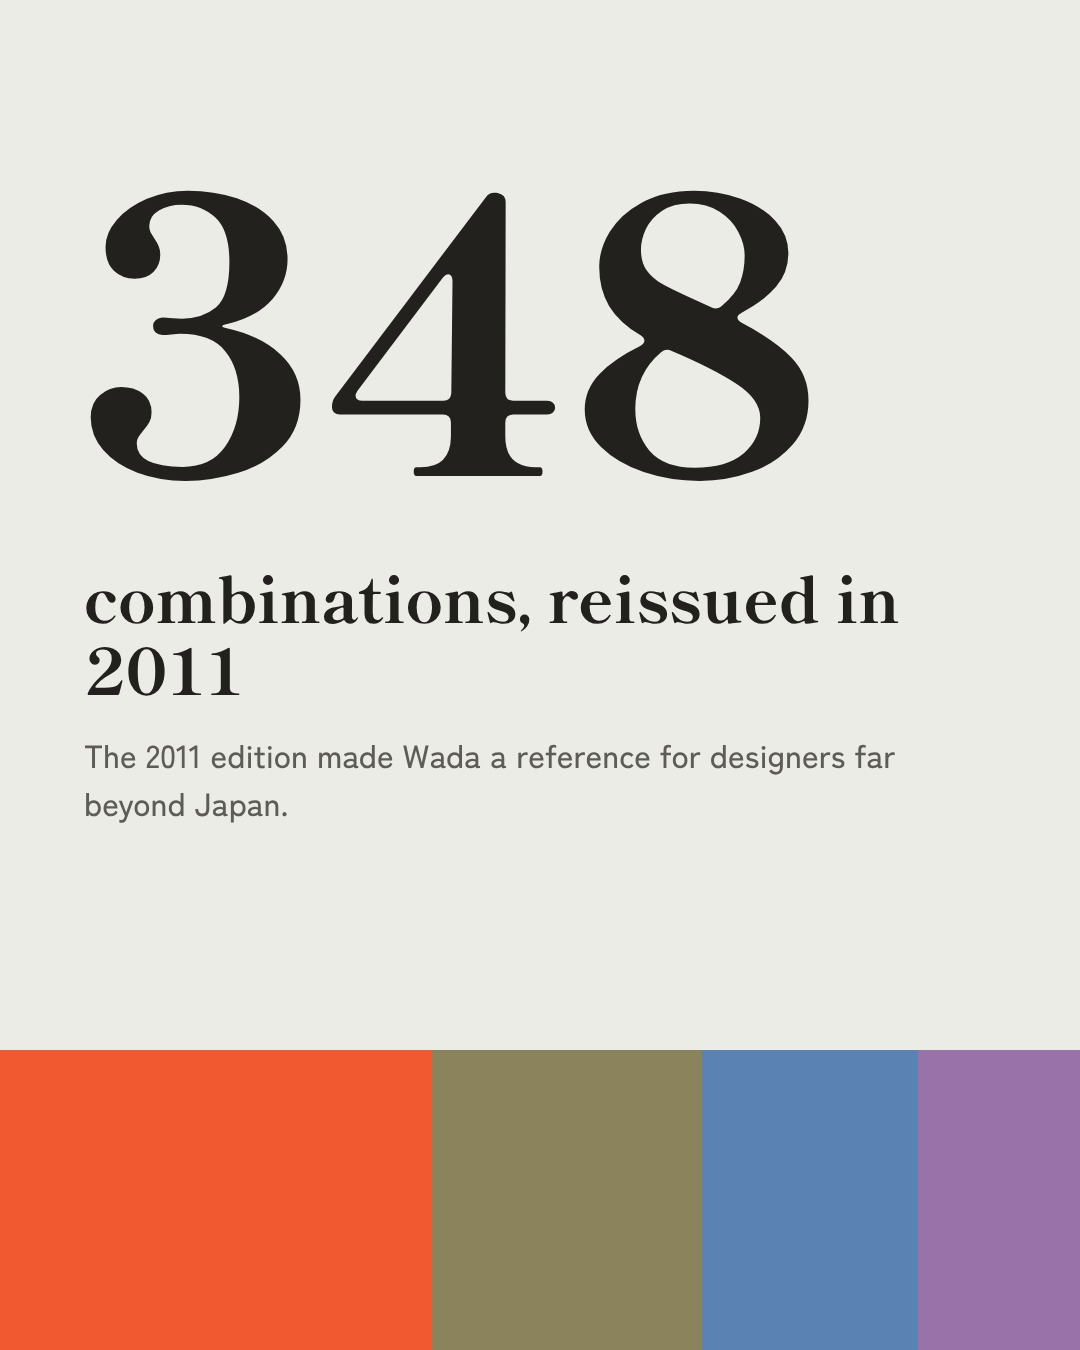 348
combinations, reissued in
2011
The 2011 edition made Wada a reference for designers far
beyond Japan.